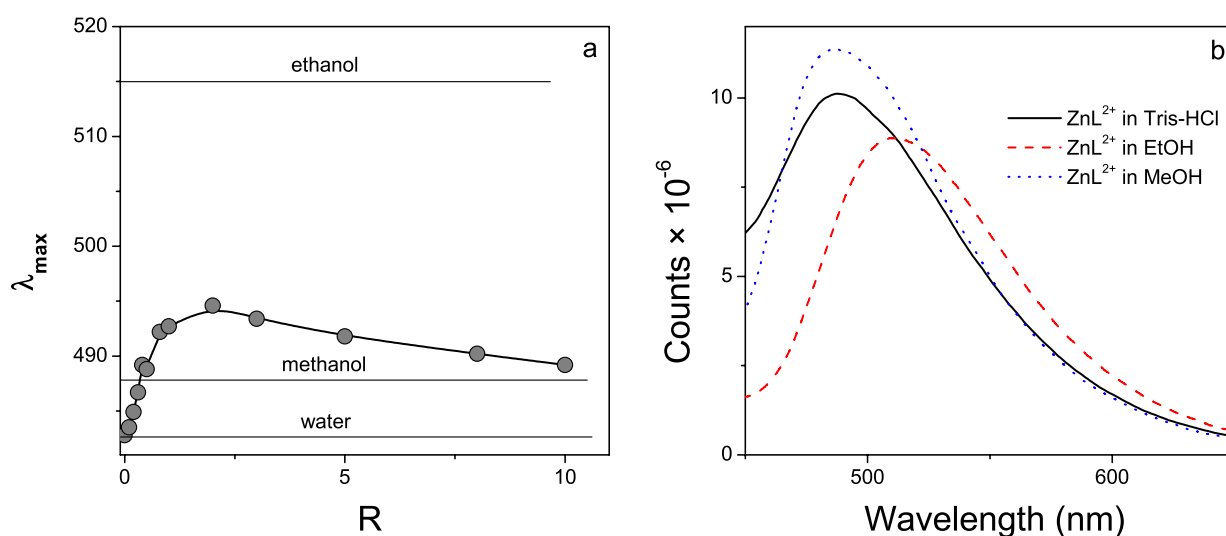 520
510
500
490
λmax
0
5
10
R
a
ethanol
methanol
water
10
5
0
Counts × 10⁻⁶
500
600
Wavelength (nm)
b
ZnL²⁺ in Tris-HCl
ZnL²⁺ in EtOH
ZnL²⁺ in MeOH